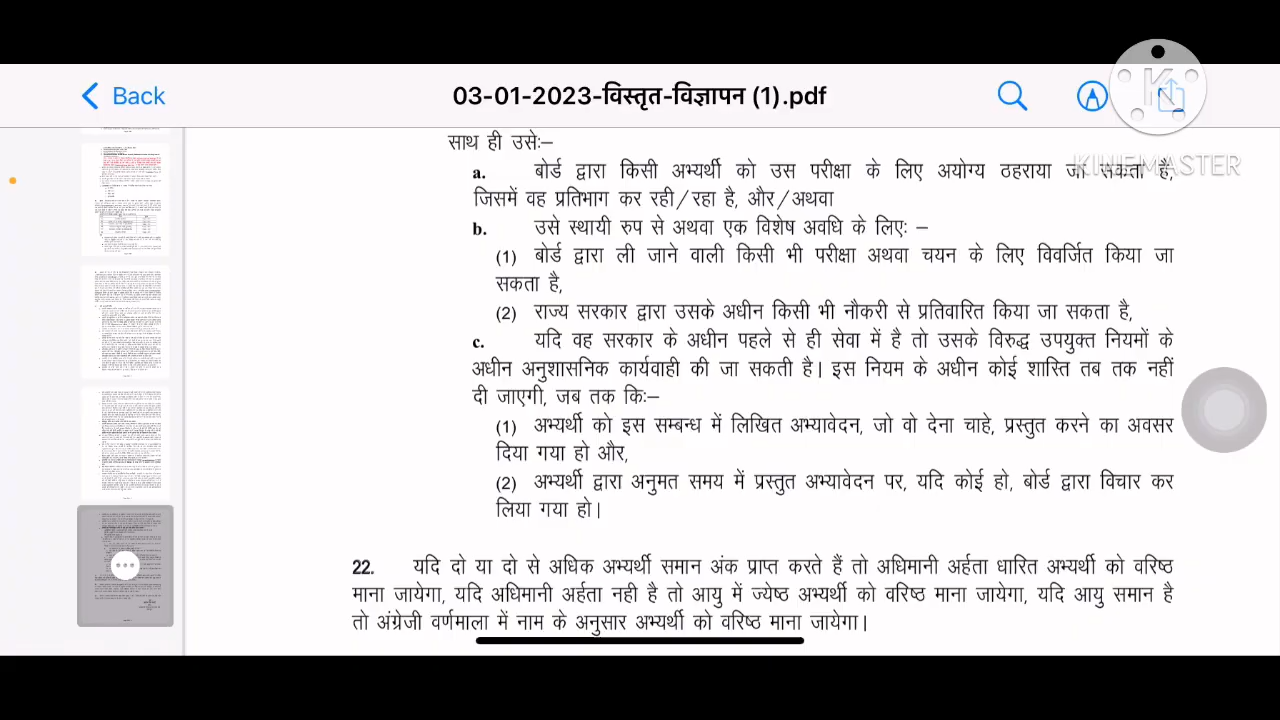 Back
03-01-2023-विस्तृत-विज्ञापन (1).pdf
KINEMASTER
साथ ही उसे:–
a. बोर्ड द्वारा किसी अभ्यर्थी को उस परीक्षा के लिए अयोग्य ठहराया जा सकता है,
जिसमें वह प्रतिभाग कर रही/रहा है, और/अथवा
b. उसे स्थायी रुप से अथवा एक विशेष अवधि के लिएः –
(1) बोर्ड द्वारा ली जाने वाली किसी भी परीक्षा अथवा चयन के लिए विवर्जित किया जा
सकता है,
(2) राज्य सरकार द्वारा उसके अधीन किसी भी नौकरी से प्रतिवारित किया जा सकता है,
c. यदि वह सरकार के अधीन पहले से ही सेवा में है तो उसके विरुद्ध उपयुक्त नियमों के
अधीन अनुशासनिक कार्यवाही की जा सकती है। इस नियम के अधीन कोई शास्ति तब तक नहीं
दी जाएगी, जब तक किः–
(1) अभ्यर्थी को इस सम्बन्ध में लिखित अभ्यावेदन, जो वो देना चाहे, प्रस्तुत करने का अवसर
दिया गया हो और,
(2) अभ्यर्थी द्वारा अनुमत समय में प्रस्तुत अभ्यावेदन पर, यदि कोई हो, बोर्ड द्वारा विचार कर
लिया गया हो।
22. यदि दो या दो से अधिक अभ्यर्थी समान अंक प्राप्त करते हैं तो अधिमानी अर्हता धारित अभ्यर्थी को वरिष्ठ
माना जायेगा, यदि अधिमानी अर्हता नही है तो आयु में ज्येष्ठ अभ्यर्थी को वरिष्ठ माना जायेगा, यदि आयु समान है
तो अंग्रेजी वर्णमाला में नाम के अनुसार अभ्यर्थी को वरिष्ठ माना जायेगा।